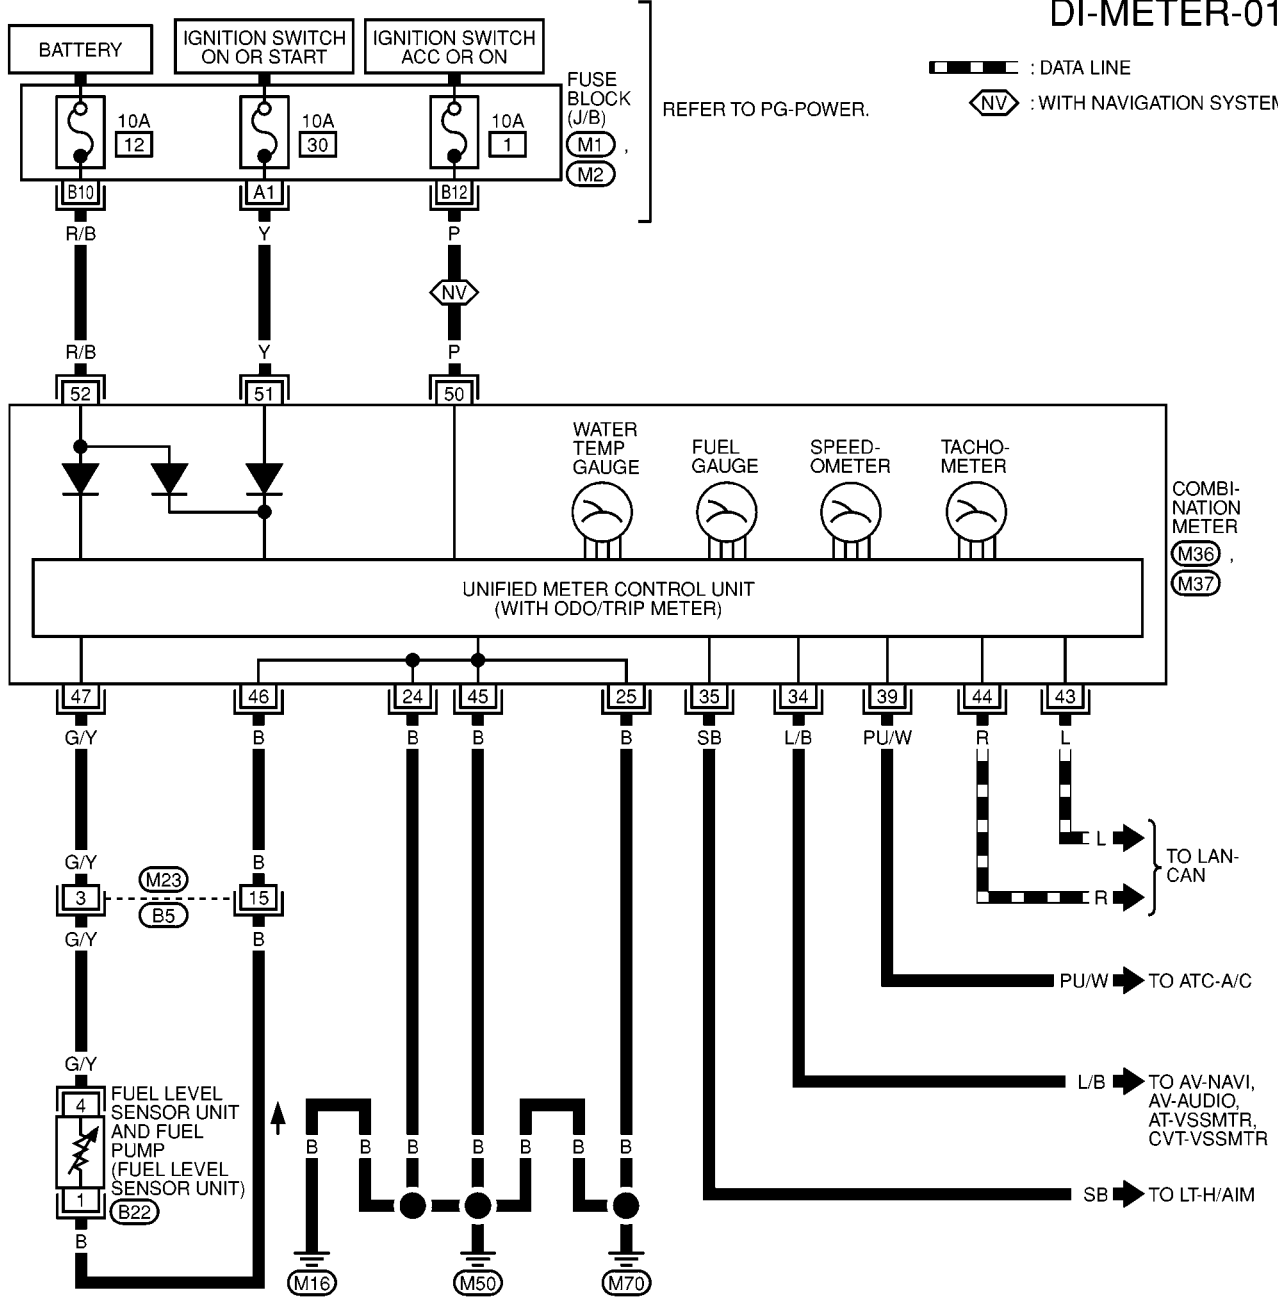 DI-METER-01
BATTERY
IGNITION SWITCH
ON OR START
IGNITION SWITCH
ACC OR ON
: DATA LINE
NV : WITH NAVIGATION SYSTEM
REFER TO PG-POWER.
FUSE
BLOCK
(J/B)
M1 ,
M2
10A
12
10A
30
10A
1
B10 A1 B12
R/B Y P
NV
R/B Y P
52 51 50
WATER
TEMP
GAUGE
FUEL
GAUGE
SPEED-
OMETER
TACHO-
METER
COMBI-
NATION
METER
M36 ,
M37
UNIFIED METER CONTROL UNIT
(WITH ODO/TRIP METER)
47 46 24 45 25 35 34 39 44 43
G/Y B B B B SB L/B PU/W R L
G/Y B
3 M23 15
B5
G/Y B
L
R
TO LAN-
CAN
PU/W TO ATC-A/C
G/Y
4
FUEL LEVEL
SENSOR UNIT
AND FUEL
PUMP
(FUEL LEVEL
SENSOR UNIT)
1
B22
B
L/B TO AV-NAVI,
AV-AUDIO,
AT-VSSMTR,
CVT-VSSMTR
B B B B B B B
SB TO LT-H/AIM
M16 M50 M70